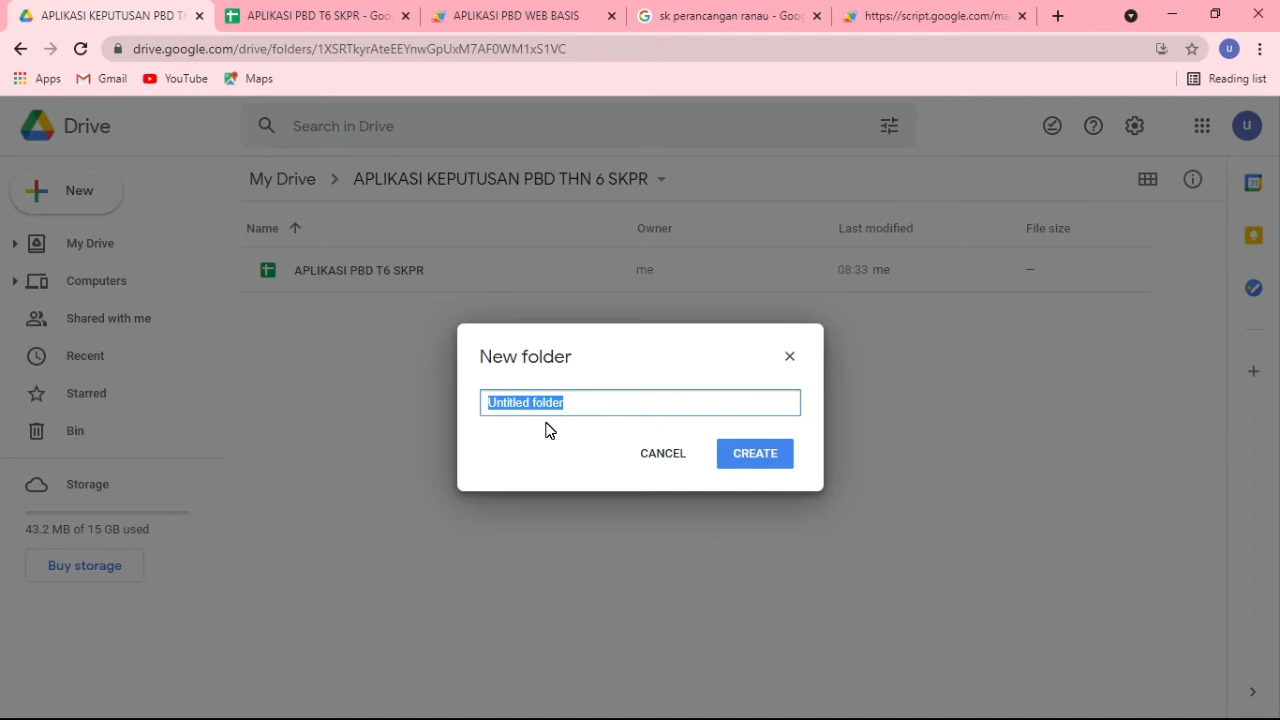 APLIKASI KEPUTUSAN PBD TH
APLIKASI PBD T6 SKPR - Goo
APLIKASI PBD WEB BASIS
sk perancangan ranau - Goog
https://script.google.com/ma
drive.google.com/drive/folders/1XSRTkyrAteEEYnwGpUxM7AF0WM1xS1VC
u
Apps
Gmail
YouTube
Maps
Reading list
Drive
Search in Drive
u
New
My Drive
APLIKASI KEPUTUSAN PBD THN 6 SKPR
Name
Owner
Last modified
File size
My Drive
APLIKASI PBD T6 SKPR
me
08:33 me
—
Computers
Shared with me
Recent
Starred
Bin
Storage
43.2 MB of 15 GB used
Buy storage
New folder
Untitled folder
CANCEL
CREATE
31